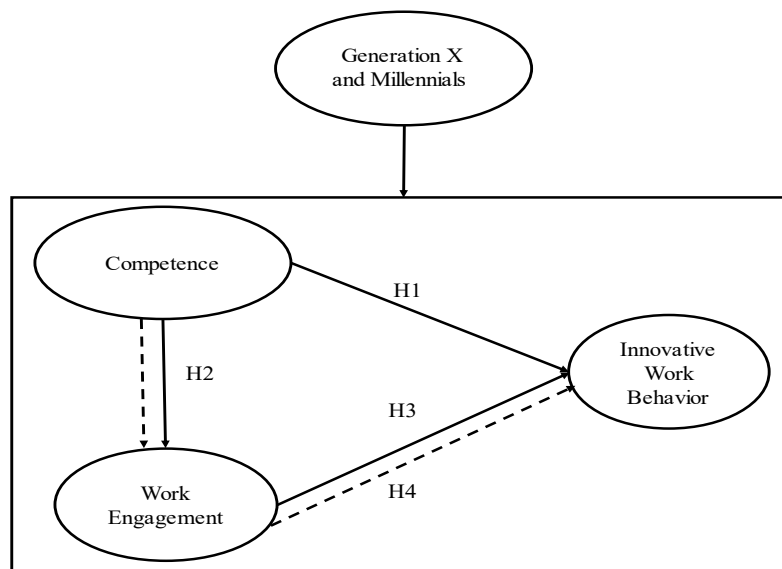 Generation X
and Millennials
Competence
H1
H2
Innovative
Work
Behavior
H3
H4
Work
Engagement